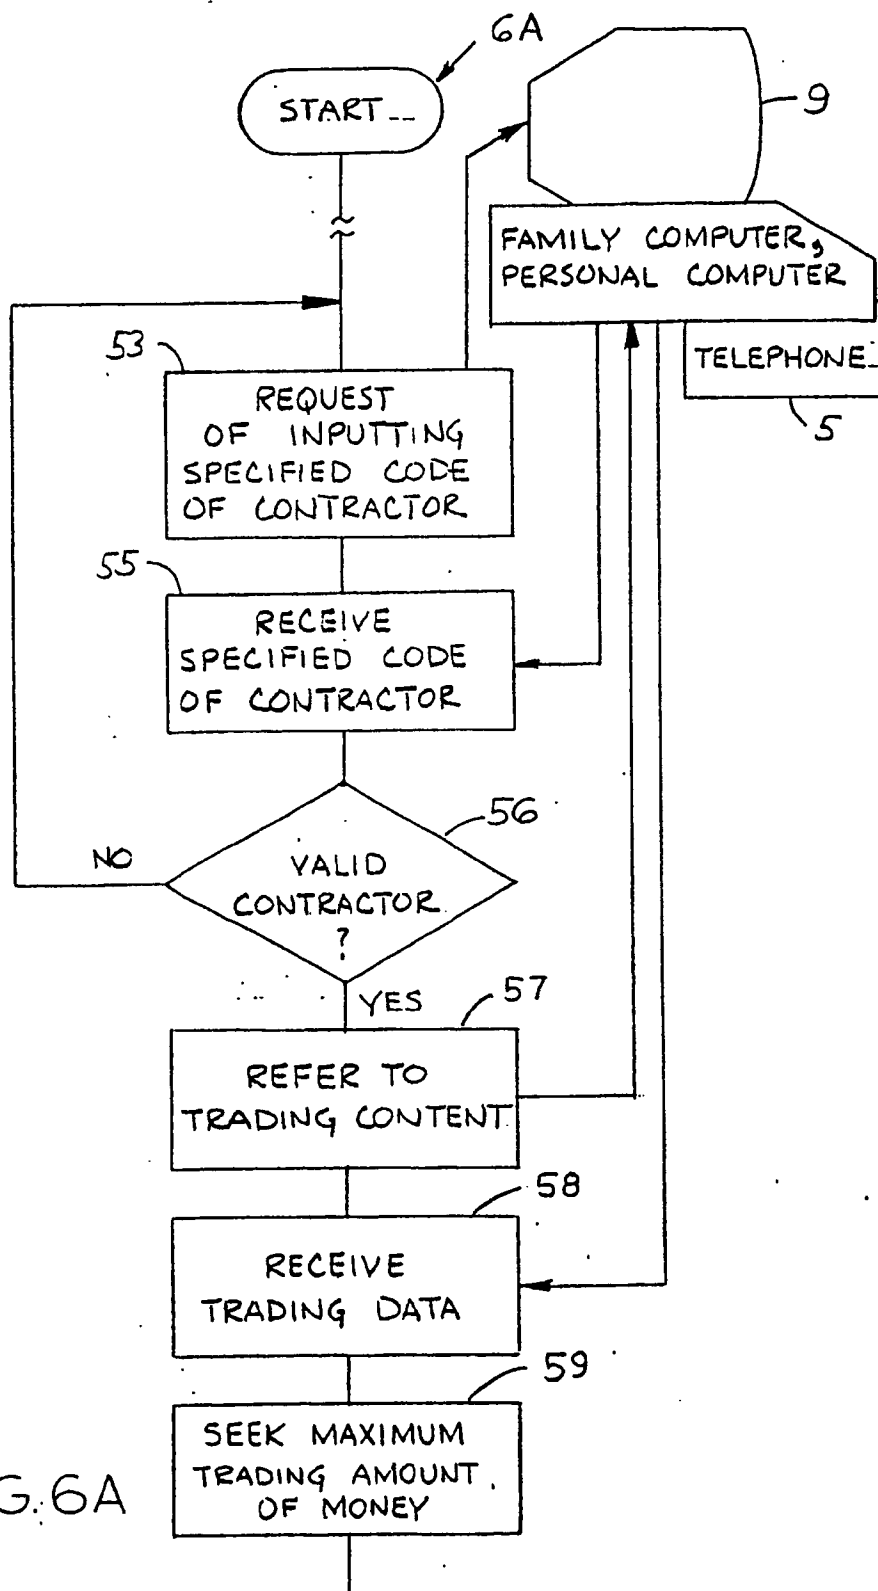 6A
START
9
FAMILY COMPUTER,
PERSONAL COMPUTER
TELEPHONE
5
53
REQUEST
OF INPUTTING
SPECIFIED CODE
OF CONTRACTOR
55
RECEIVE
SPECIFIED CODE
OF CONTRACTOR
56
NO
VALID
CONTRACTOR
?
YES
57
REFER TO
TRADING CONTENT
58
RECEIVE
TRADING DATA
59
SEEK MAXIMUM
TRADING AMOUNT
OF MONEY
G.6A